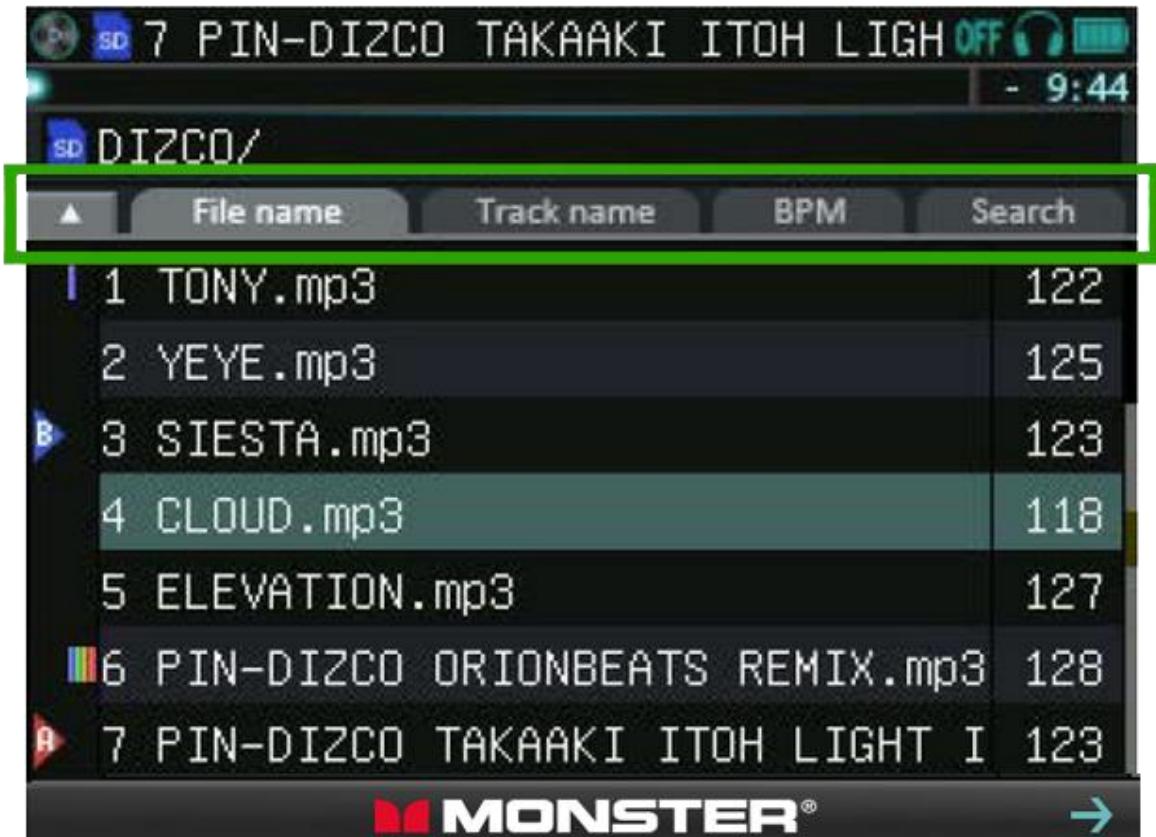 SD 7 PIN-DIZCO TAKAAKI ITOH LIGH OFF
- 9:44
SD DIZCO/
▲ File name Track name BPM Search
1 TONY.mp3 122
2 YEYE.mp3 125
B 3 SIESTA.mp3 123
4 CLOUD.mp3 118
5 ELEVATION.mp3 127
6 PIN-DIZCO ORIONBEATS REMIX.mp3 128
A 7 PIN-DIZCO TAKAAKI ITOH LIGHT I 123
MONSTER® →